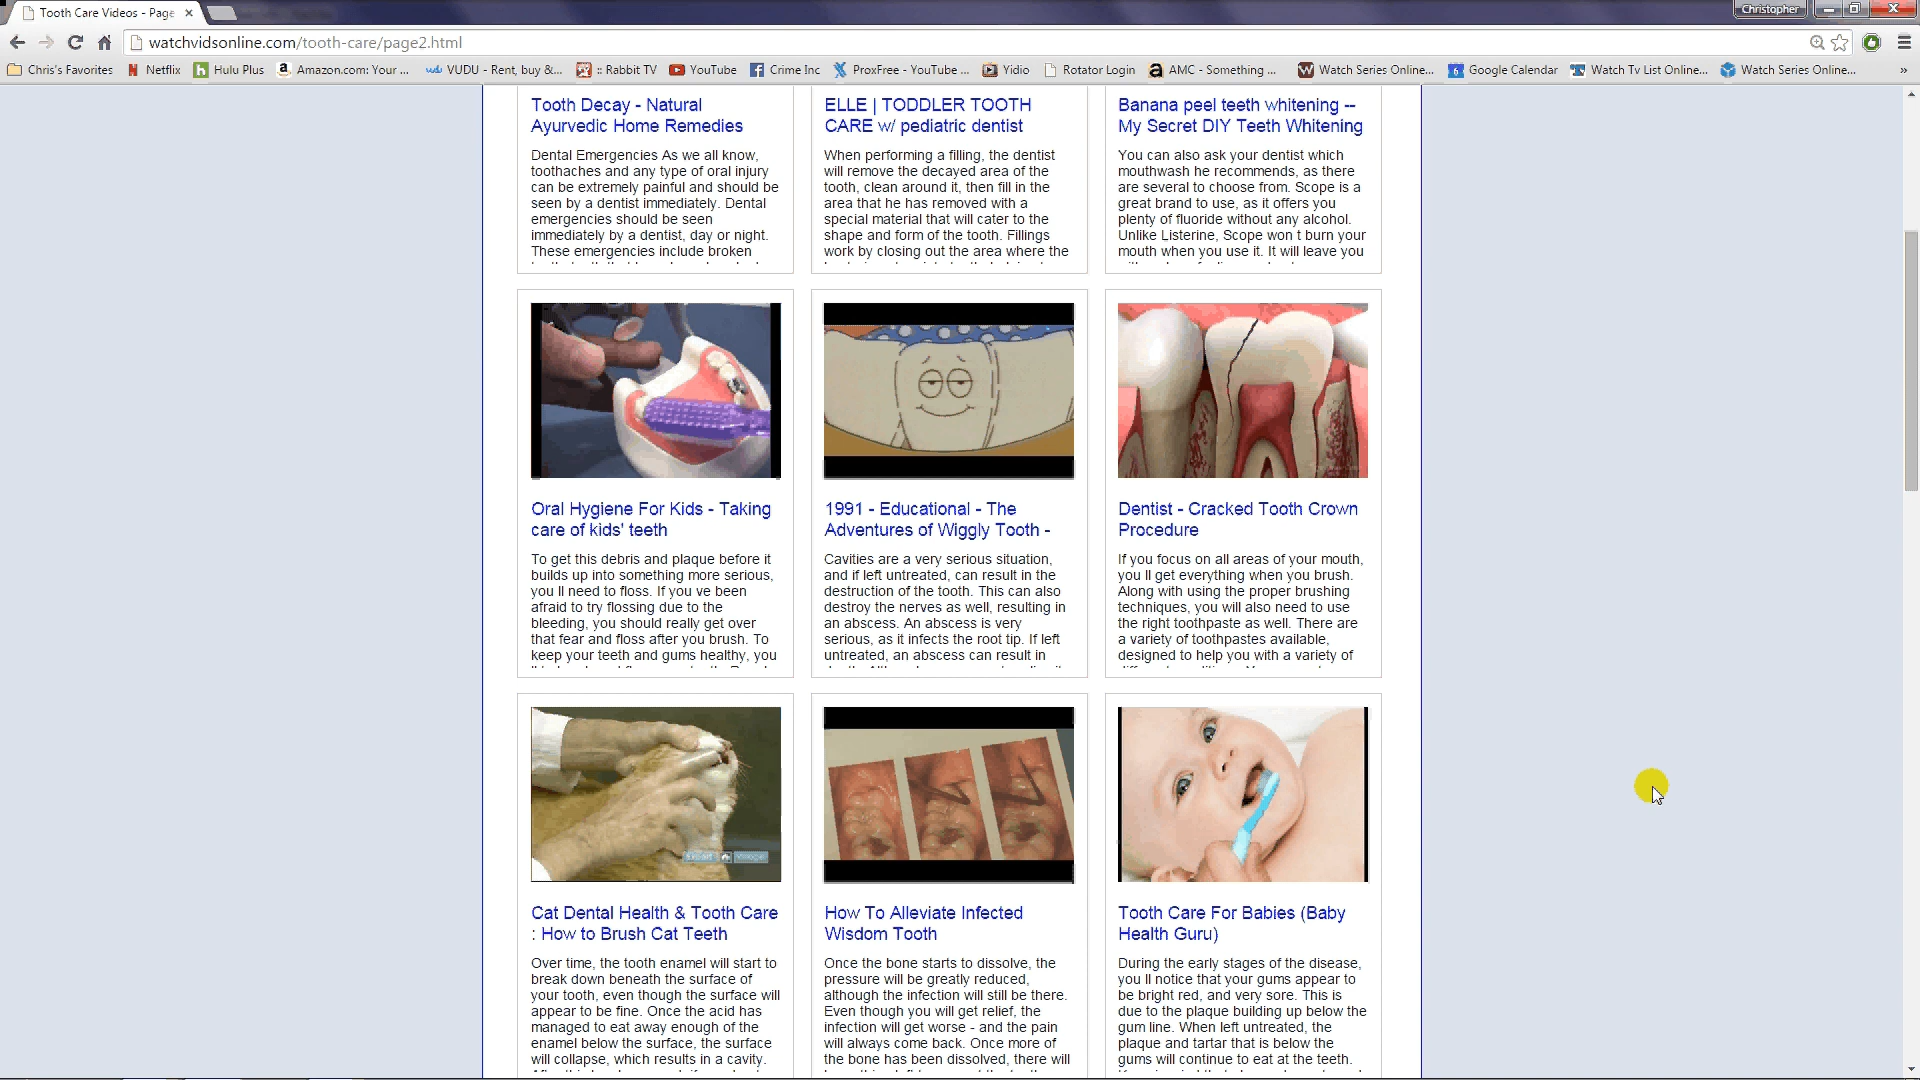 Tooth Care Videos - Page
Christopher
watchvidsonline.com/tooth-care/page2.html
Chris's Favorites
Netflix
Hulu Plus
Amazon.com: Your ...
VUDU - Rent, buy &...
:: Rabbit TV
YouTube
Crime Inc
ProxFree - YouTube ...
Yidio
Rotator Login
AMC - Something ...
Watch Series Online...
Google Calendar
Watch Tv List Online...
Watch Series Online...
»
Tooth Decay - Natural
Ayurvedic Home Remedies
Dental Emergencies As we all know,
toothaches and any type of oral injury
can be extremely painful and should be
seen by a dentist immediately. Dental
emergencies should be seen
immediately by a dentist, day or night.
These emergencies include broken
ELLE | TODDLER TOOTH
CARE w/ pediatric dentist
When performing a filling, the dentist
will remove the decayed area of the
tooth, clean around it, then fill in the
area that he has removed with a
special material that will cater to the
shape and form of the tooth. Fillings
work by closing out the area where the
Banana peel teeth whitening --
My Secret DIY Teeth Whitening
You can also ask your dentist which
mouthwash he recommends, as there
are several to choose from. Scope is a
great brand to use, as it offers you
plenty of fluoride without any alcohol.
Unlike Listerine, Scope won t burn your
mouth when you use it. It will leave you
Oral Hygiene For Kids - Taking
care of kids' teeth
To get this debris and plaque before it
builds up into something more serious,
you ll need to floss. If you ve been
afraid to try flossing due to the
bleeding, you should really get over
that fear and floss after you brush. To
keep your teeth and gums healthy, you
1991 - Educational - The
Adventures of Wiggly Tooth -
Cavities are a very serious situation,
and if left untreated, can result in the
destruction of the tooth. This can also
destroy the nerves as well, resulting in
an abscess. An abscess is very
serious, as it infects the root tip. If left
untreated, an abscess can result in
Dentist - Cracked Tooth Crown
Procedure
If you focus on all areas of your mouth,
you ll get everything when you brush.
Along with using the proper brushing
techniques, you will also need to use
the right toothpaste as well. There are
a variety of toothpastes available,
designed to help you with a variety of
Cat Dental Health & Tooth Care
: How to Brush Cat Teeth
Over time, the tooth enamel will start to
break down beneath the surface of
your tooth, even though the surface will
appear to be fine. Once the acid has
managed to eat away enough of the
enamel below the surface, the surface
will collapse, which results in a cavity.
How To Alleviate Infected
Wisdom Tooth
Once the bone starts to dissolve, the
pressure will be greatly reduced,
although the infection will still be there.
Even though you will get relief, the
infection will get worse - and the pain
will always come back. Once more of
the bone has been dissolved, there will
Tooth Care For Babies (Baby
Health Guru)
During the early stages of the disease,
you ll notice that your gums appear to
be bright red, and very sore. This is
due to the plaque building up below the
gum line. When left untreated, the
plaque and tartar that is below the
gums will continue to eat at the teeth.